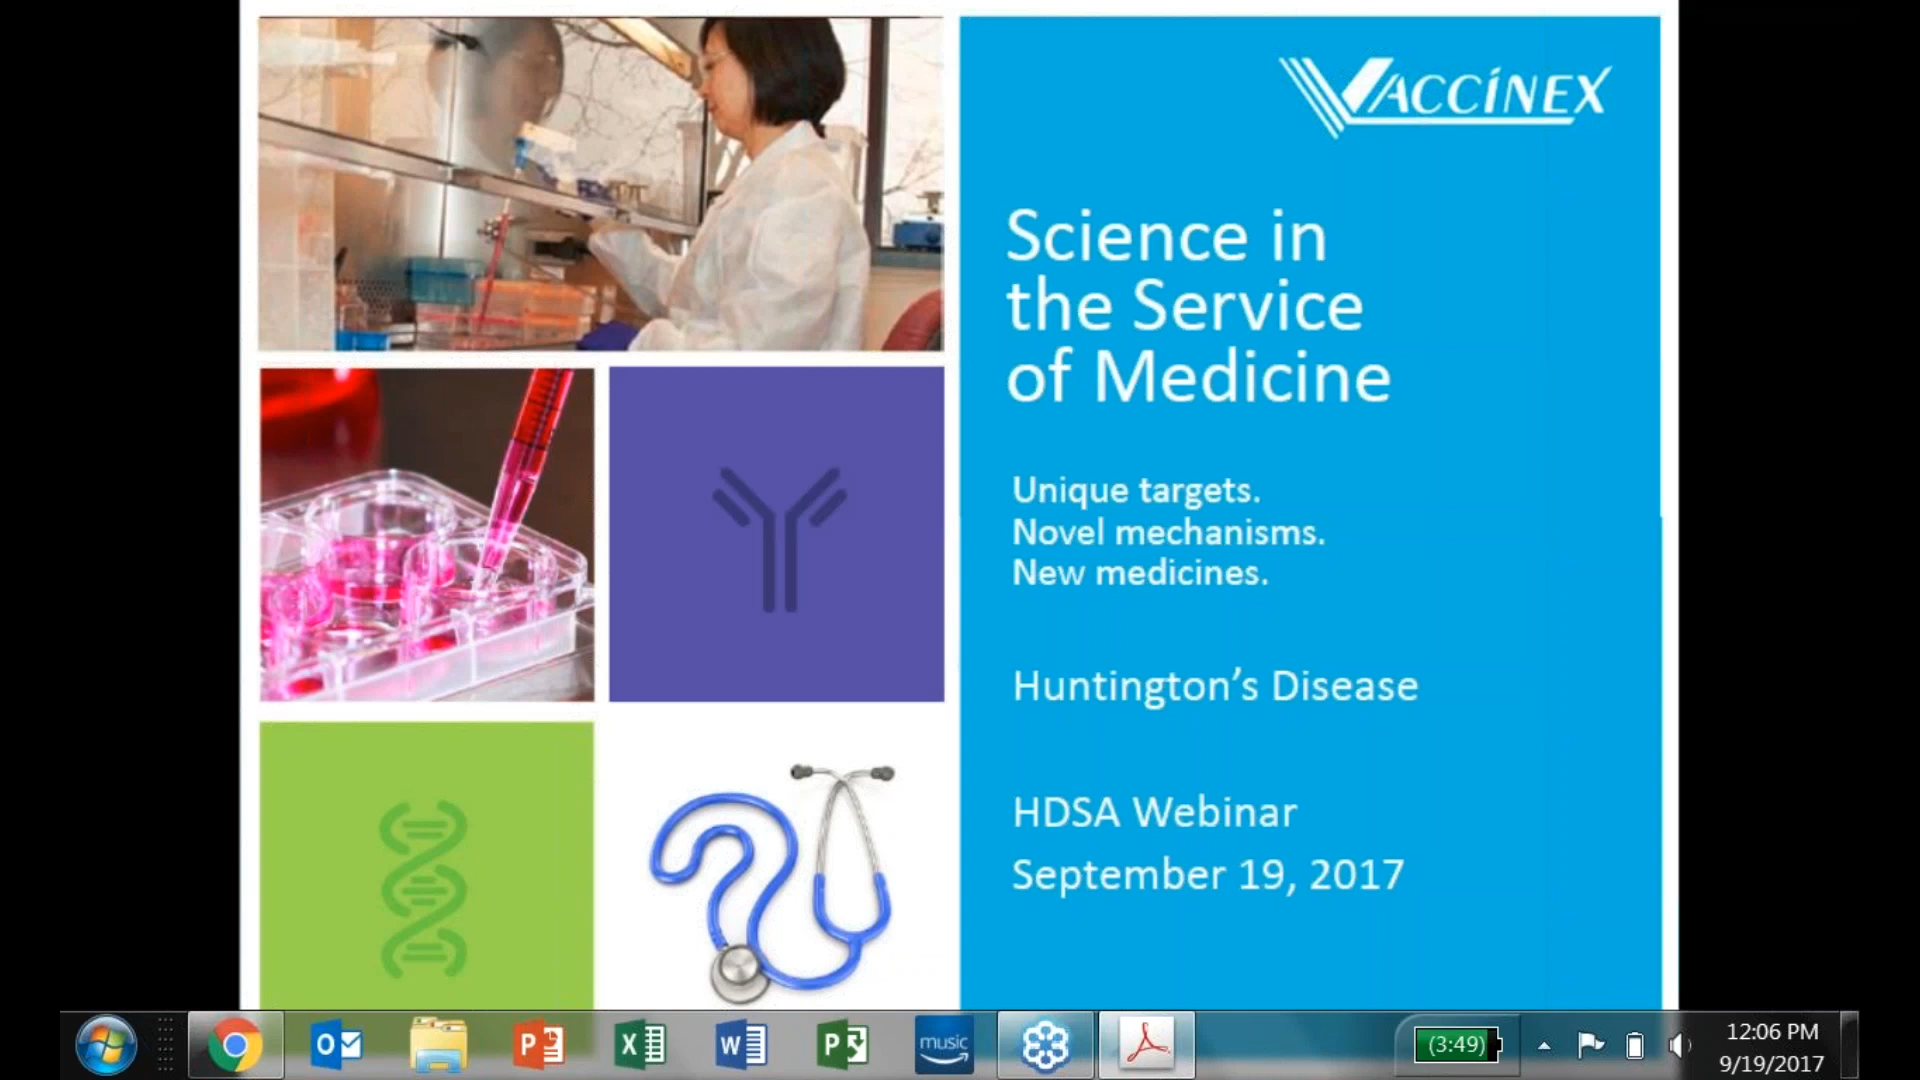 VACCINEX
Science in
the Service
of Medicine
Unique targets.
Novel mechanisms.
New medicines.
Huntington's Disease
HDSA Webinar
September 19, 2017
music
(3:49)
12:06 PM
9/19/2017